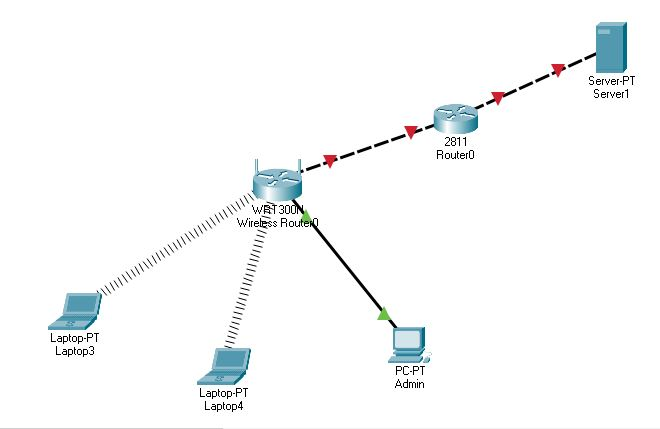 Server-PT
Server1
2811
Router0
WRT300N
Wireless Router0
Laptop-PT
Laptop3
Laptop-PT
Laptop4
PC-PT
Admin